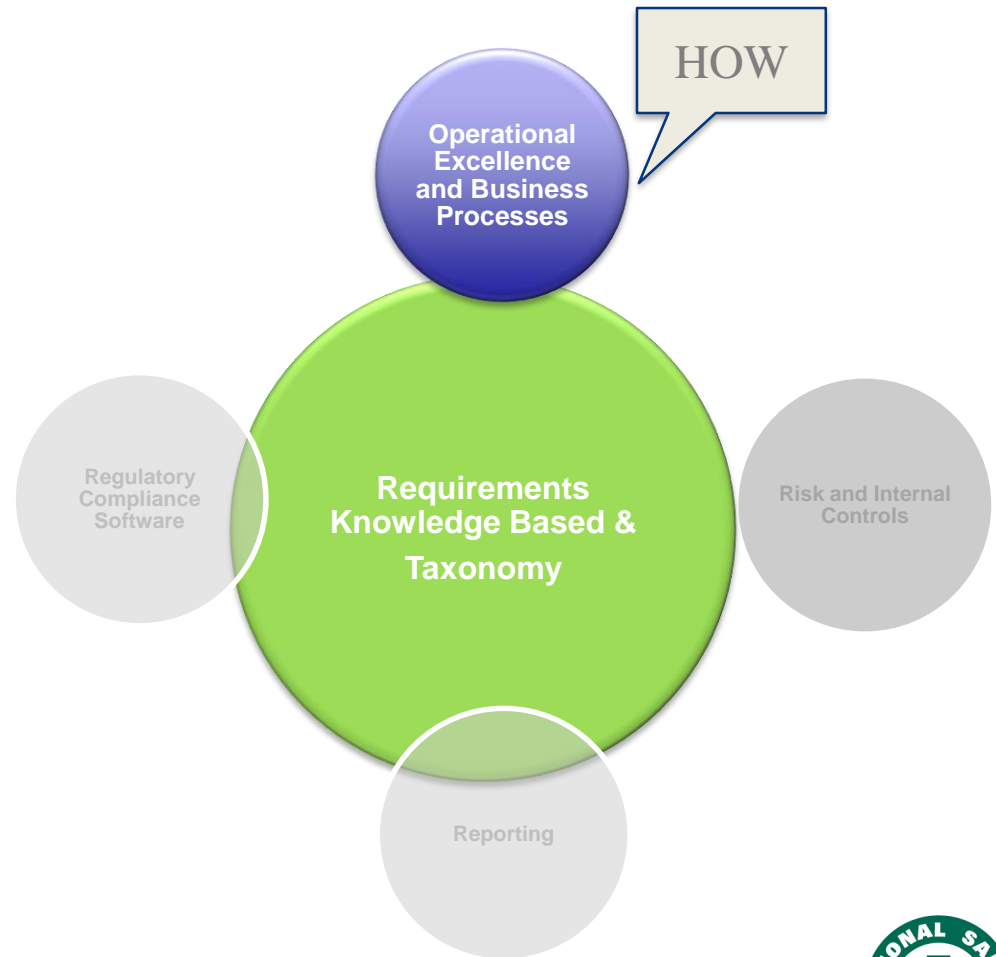 HOW
Operational
Excellence
and Business
Processes
Regulatory
Compliance
Software
Requirements
Knowledge Based &
Taxonomy
Risk and Internal
Controls
Reporting